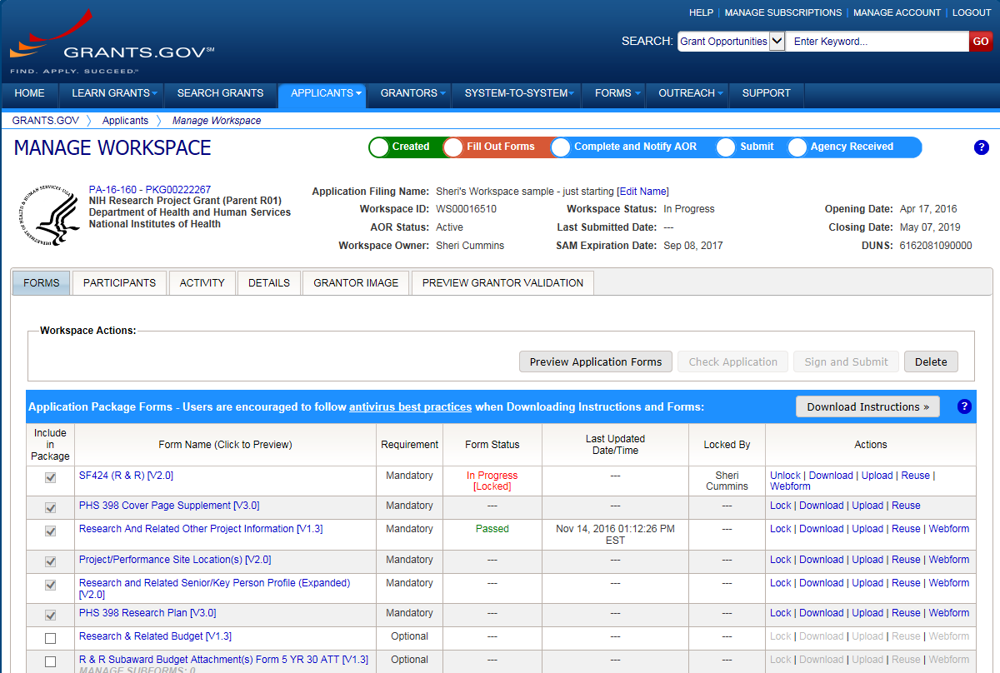 HELP | MANAGE SUBSCRIPTIONS | MANAGE ACCOUNT | LOGOUT
SEARCH: Grant Opportunities Enter Keyword... GO
GRANTS.GOV℠
FIND. APPLY. SUCCEED.™
HOME LEARN GRANTS SEARCH GRANTS APPLICANTS GRANTORS SYSTEM-TO-SYSTEM FORMS OUTREACH SUPPORT
GRANTS.GOV Applicants Manage Workspace
MANAGE WORKSPACE
Created Fill Out Forms Complete and Notify AOR Submit Agency Received ?
DEPARTMENT OF HEALTH & HUMAN SERVICES · USA
PA-16-160 - PKG00222267
NIH Research Project Grant (Parent R01)
Department of Health and Human Services
National Institutes of Health
Application Filing Name: Sheri's Workspace sample - just starting [Edit Name]
Workspace ID: WS00016510 Workspace Status: In Progress Opening Date: Apr 17, 2016
AOR Status: Active Last Submitted Date: --- Closing Date: May 07, 2019
Workspace Owner: Sheri Cummins SAM Expiration Date: Sep 08, 2017 DUNS: 6162081090000
FORMS PARTICIPANTS ACTIVITY DETAILS GRANTOR IMAGE PREVIEW GRANTOR VALIDATION
Workspace Actions:
Preview Application Forms Check Application Sign and Submit Delete
Application Package Forms - Users are encouraged to follow antivirus best practices when Downloading Instructions and Forms: Download Instructions » ?
Include in Package Form Name (Click to Preview) Requirement Form Status Last Updated Date/Time Locked By Actions
SF424 (R & R) [V2.0] Mandatory In Progress [Locked] --- Sheri Cummins Unlock | Download | Upload | Reuse | Webform
PHS 398 Cover Page Supplement [V3.0] Mandatory --- --- --- Lock | Download | Upload | Reuse
Research And Related Other Project Information [V1.3] Mandatory Passed Nov 14, 2016 01:12:26 PM EST --- Lock | Download | Upload | Reuse | Webform
Project/Performance Site Location(s) [V2.0] Mandatory --- --- --- Lock | Download | Upload | Reuse | Webform
Research and Related Senior/Key Person Profile (Expanded) [V2.0] Mandatory --- --- --- Lock | Download | Upload | Reuse | Webform
PHS 398 Research Plan [V3.0] Mandatory --- --- --- Lock | Download | Upload | Reuse | Webform
Research & Related Budget [V1.3] Optional --- --- --- Lock | Download | Upload | Reuse | Webform
R & R Subaward Budget Attachment(s) Form 5 YR 30 ATT [V1.3] Optional --- --- --- Lock | Download | Upload | Reuse | Webform
MANAGE SUBFORMS: 0